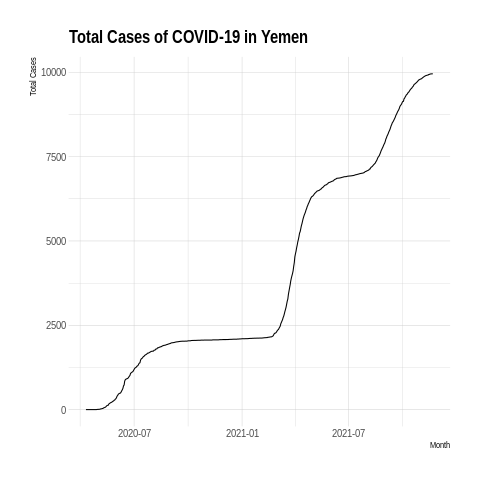 Total Cases of COVID-19 in Yemen
Total Cases
10000
7500
5000
2500
0
2020-07 2021-01 2021-07
Month